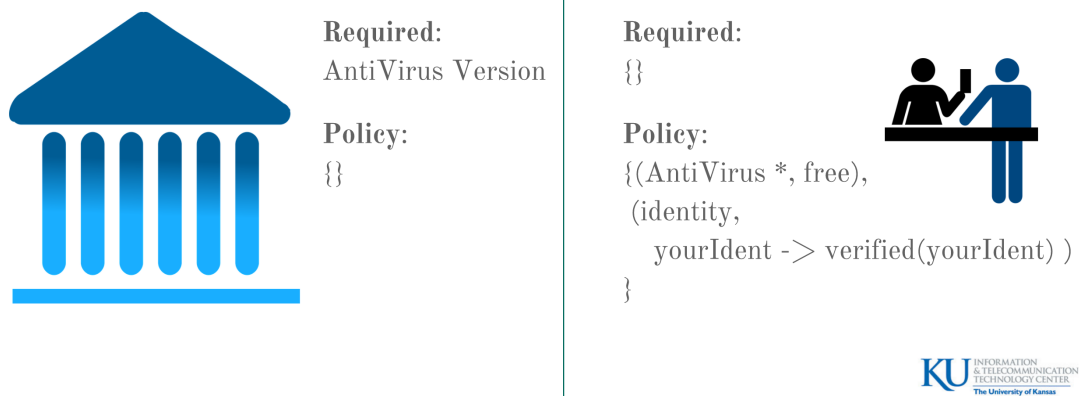 Required:
AntiVirus Version
Policy:
{}
Required:
{}
Policy:
{(AntiVirus *, free),
(identity,
yourIdent -> verified(yourIdent) )
}
KU INFORMATION
& TELECOMMUNICATION
TECHNOLOGY CENTER
The University of Kansas